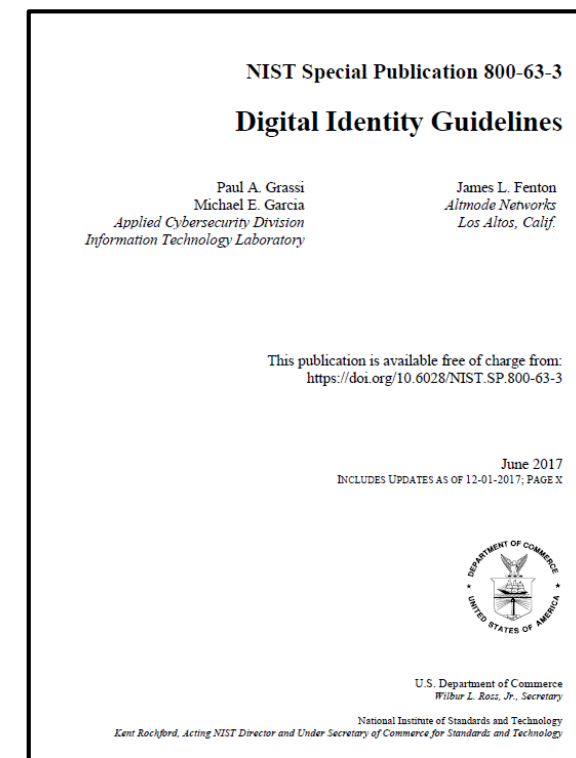 NIST Special Publication 800-63-3
Digital Identity Guidelines
Paul A. Grassi
Michael E. Garcia
Applied Cybersecurity Division
Information Technology Laboratory
James L. Fenton
Altmode Networks
Los Altos, Calif.
This publication is available free of charge from:
https://doi.org/10.6028/NIST.SP.800-63-3
June 2017
INCLUDES UPDATES AS OF 12-01-2017; PAGE X
DEPARTMENT OF COMMERCE
UNITED STATES OF AMERICA
U.S. Department of Commerce
Wilbur L. Ross, Jr., Secretary
National Institute of Standards and Technology
Kent Rochford, Acting NIST Director and Under Secretary of Commerce for Standards and Technology